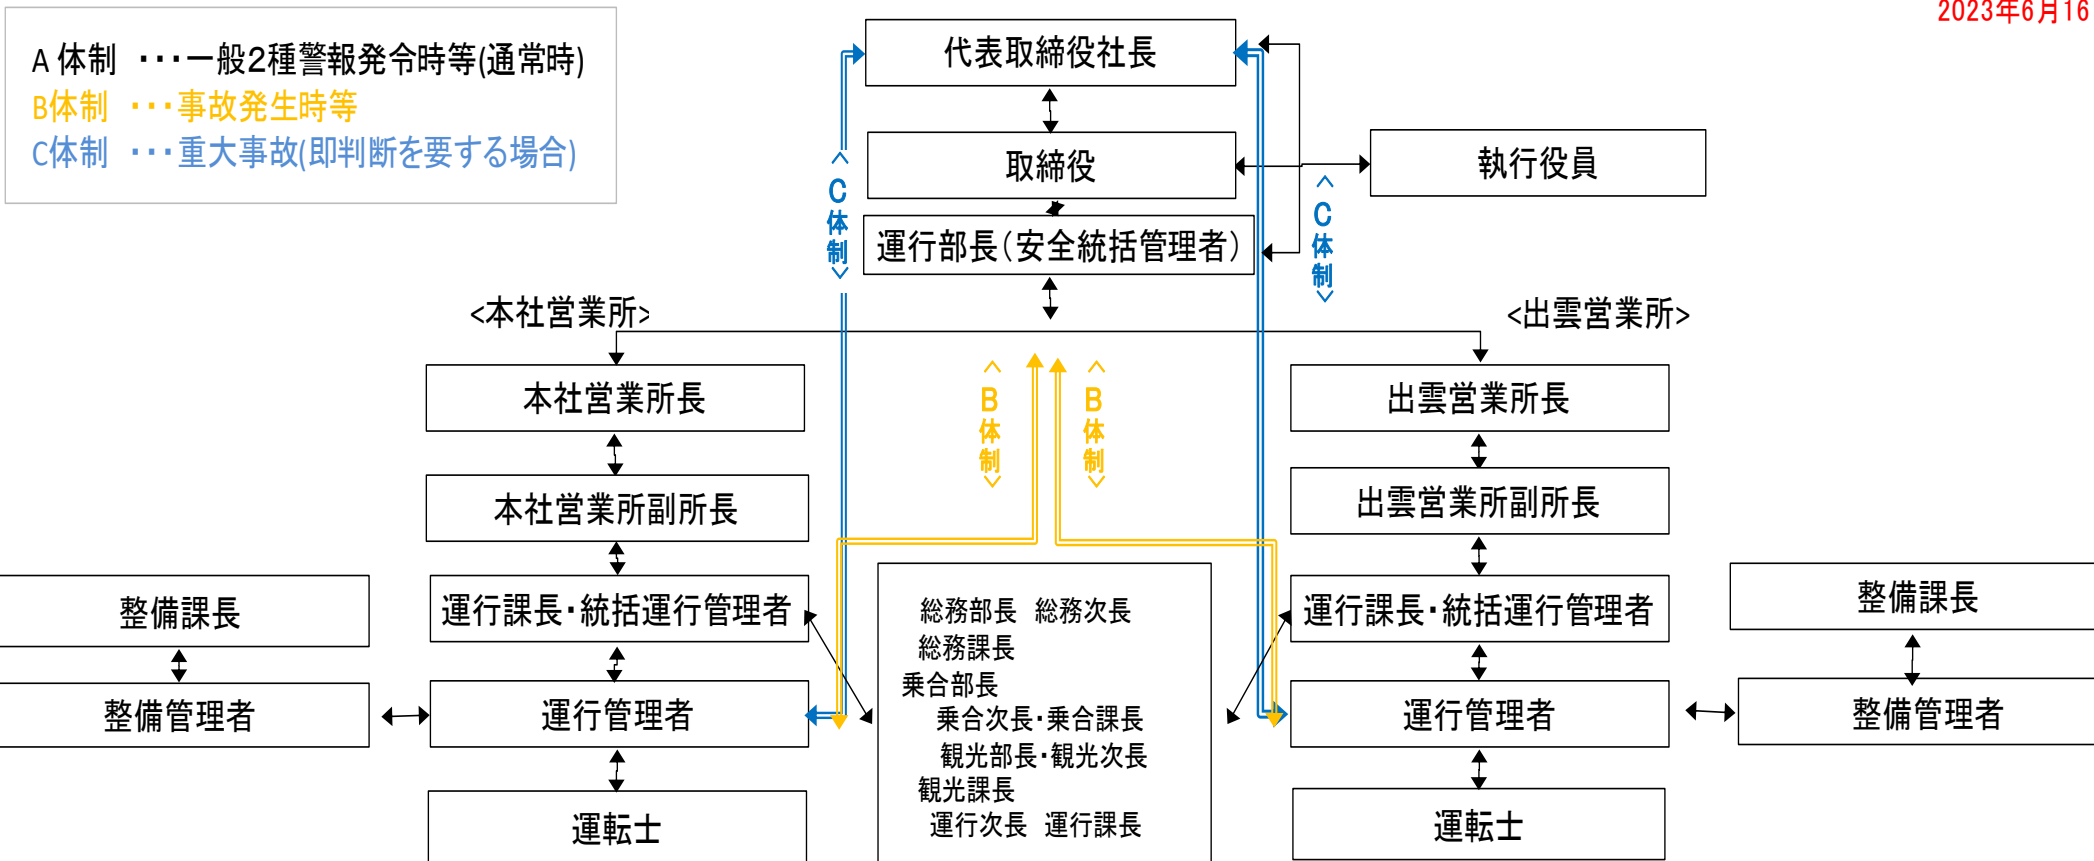 2023年6月16
A 体制 ・・・一般2種警報発令時等(通常時)
B体制 ・・・事故発生時等
C体制 ・・・重大事故(即判断を要する場合)
代表取締役社長
取締役
執行役員
運行部長(安全統括管理者)
<C体制>
<C体制>
<本社営業所>
<出雲営業所>
<B体制>
<B体制>
本社営業所長
出雲営業所長
本社営業所副所長
出雲営業所副所長
整備課長
運行課長・統括運行管理者
運行課長・統括運行管理者
整備課長
整備管理者
運行管理者
運行管理者
整備管理者
運転士
運転士
総務部長 総務次長
総務課長
乗合部長
乗合次長・乗合課長
観光部長・観光次長
観光課長
運行次長 運行課長